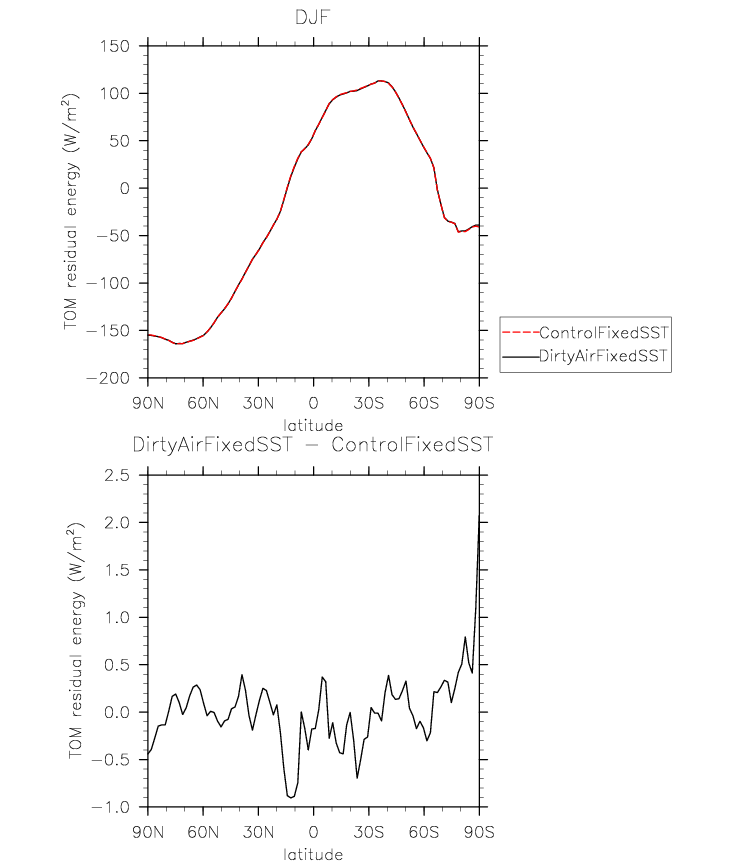 DJF
TOM residual energy (W/m²)
150
100
50
0
−50
−100
−150
−200
90N 60N 30N 0 30S 60S 90S
latitude
ControlFixedSST
DirtyAirFixedSST
DirtyAirFixedSST − ControlFixedSST
TOM residual energy (W/m²)
2.5
2.0
1.5
1.0
0.5
0.0
−0.5
−1.0
90N 60N 30N 0 30S 60S 90S
latitude